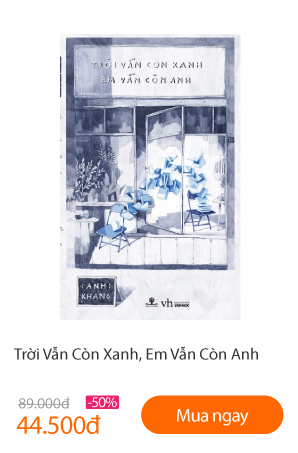 TRỜI VẪN CÒN XANH
EM VẪN CÒN ANH
ANH
KHANG
vh
Trời Vẫn Còn Xanh, Em Vẫn Còn Anh
89.000đ
-50%
44.500đ
Mua ngay